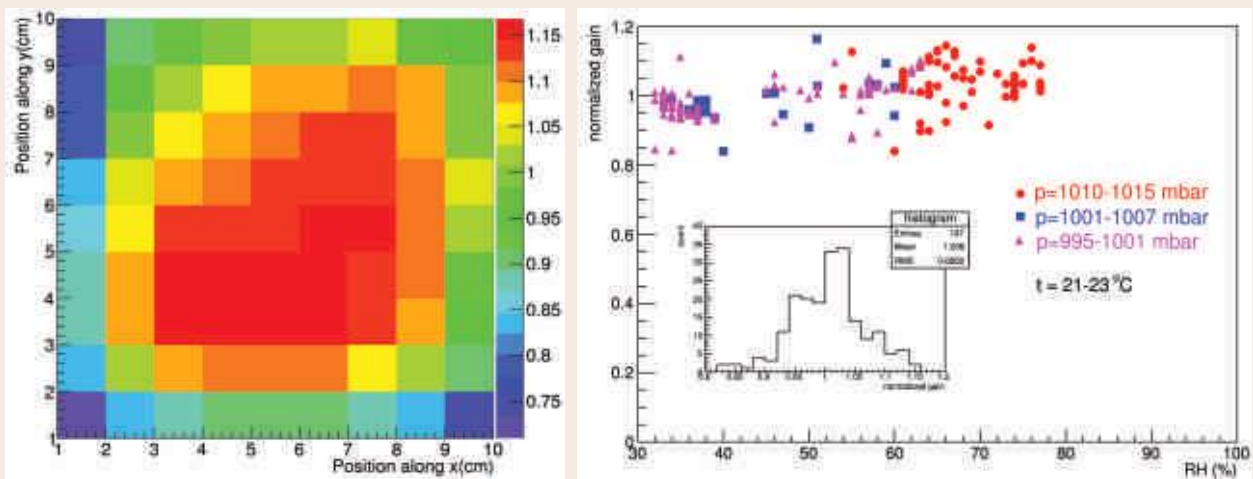 Position along y(cm)
10
9
8
7
6
5
4
3
2
1
1 2 3 4 5 6 7 8 9 10
Position along x(cm)
1.15
1.1
1.05
1
0.95
0.9
0.85
0.8
0.75
normalized gain
1.2
1
0.8
0.6
0.4
0.2
0
30 40 50 60 70 80 90 100
RH (%)
p=1010-1015 mbar
p=1001-1007 mbar
p=995-1001 mbar
t = 21-23 °C
histogram
Entries
Mean
RMS
normalized gain